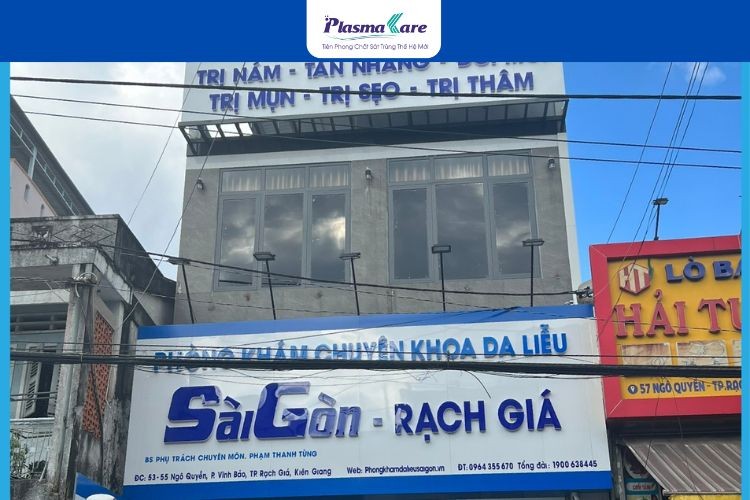 PlasmaKare
Tiên Phong Chất Sát Trùng Thế Hệ Mới
TRỊ NÁM - TÀN NHANG -
TRỊ MỤN - TRỊ SẸO - TRỊ THÂM
PHÒNG KHÁM CHUYÊN KHOA DA LIỄU
SàiGòn - RẠCH GIÁ
BS PHỤ TRÁCH CHUYÊN MÔN. PHẠM THANH TÙNG
ĐC: 53-55 Ngô Quyền, P. Vĩnh Bảo, TP. Rạch Giá, Kiên Giang Web: Phongkhamdalieusaigon.vn ĐT: 0964 355 670 Tổng đài: 1900 638445
HT LÒ
HẢI
57 NGÔ QUYỀN - TP.